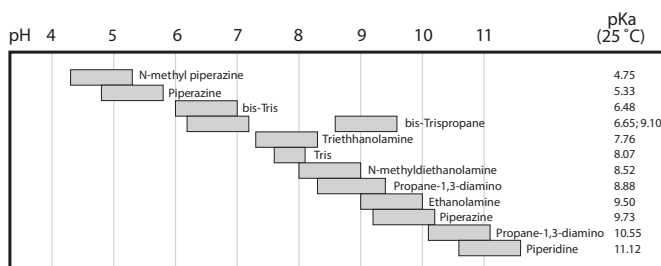 pH 4 5 6 7 8 9 10 11 pKa (25 ˚C)
N-methyl piperazine 4.75
Piperazine 5.33
bis-Tris 6.48
bis-Trispropane 6.65; 9.10
Triethhanolamine 7.76
Tris 8.07
N-methyldiethanolamine 8.52
Propane-1,3-diamino 8.88
Ethanolamine 9.50
Piperazine 9.73
Propane-1,3-diamino 10.55
Piperidine 11.12